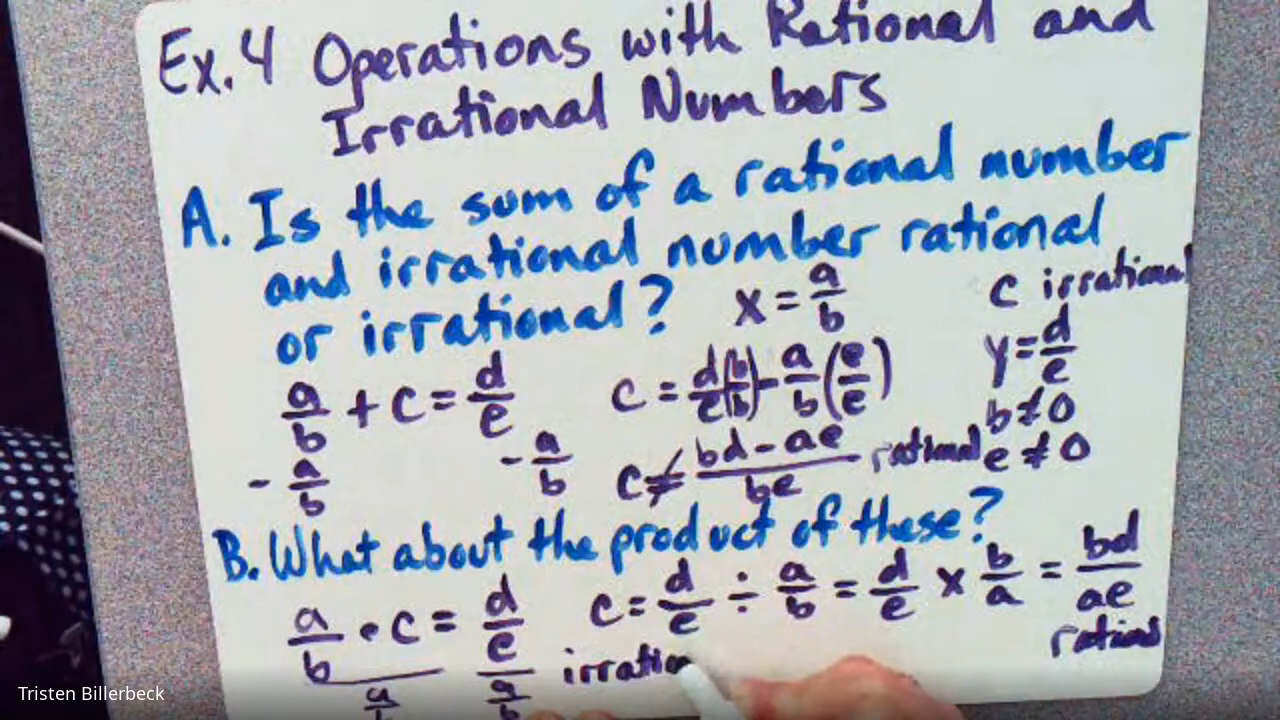 Ex.4 Operations with Rational and
Irrational Numbers
A. Is the sum of a rational number
and irrational number rational
or irrational?
x = a/b
c irrational
y = d/e
b ≠ 0
e ≠ 0
a/b + c = d/e
- a/b - a/b
c = d/e(b/b) - a/b(e/e)
c ≠ (bd - ae)/be rational
B. What about the product of these?
a/b • c = d/e
a/b a/b
c = d/e ÷ a/b = d/e × b/a = bd/ae
irration
rational
Tristen Billerbeck